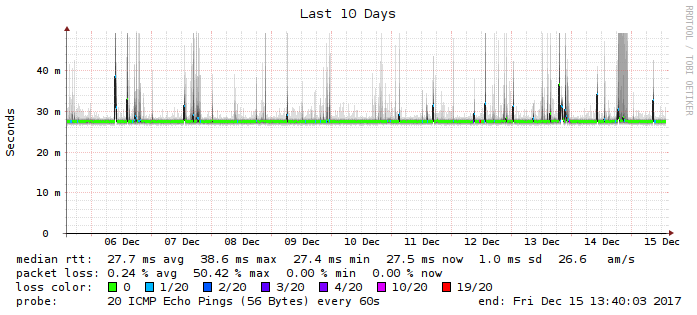 Last 10 Days
RRDTOOL / TOBI OETIKER
Seconds
40 m
30 m
20 m
10 m
0
06 Dec 07 Dec 08 Dec 09 Dec 10 Dec 11 Dec 12 Dec 13 Dec 14 Dec 15 Dec
median rtt: 27.7 ms avg 38.6 ms max 27.4 ms min 27.5 ms now 1.0 ms sd 26.6 am/s
packet loss: 0.24 % avg 50.42 % max 0.00 % min 0.00 % now
loss color: 0 1/20 2/20 3/20 4/20 10/20 19/20
probe: 20 ICMP Echo Pings (56 Bytes) every 60s end: Fri Dec 15 13:40:03 2017